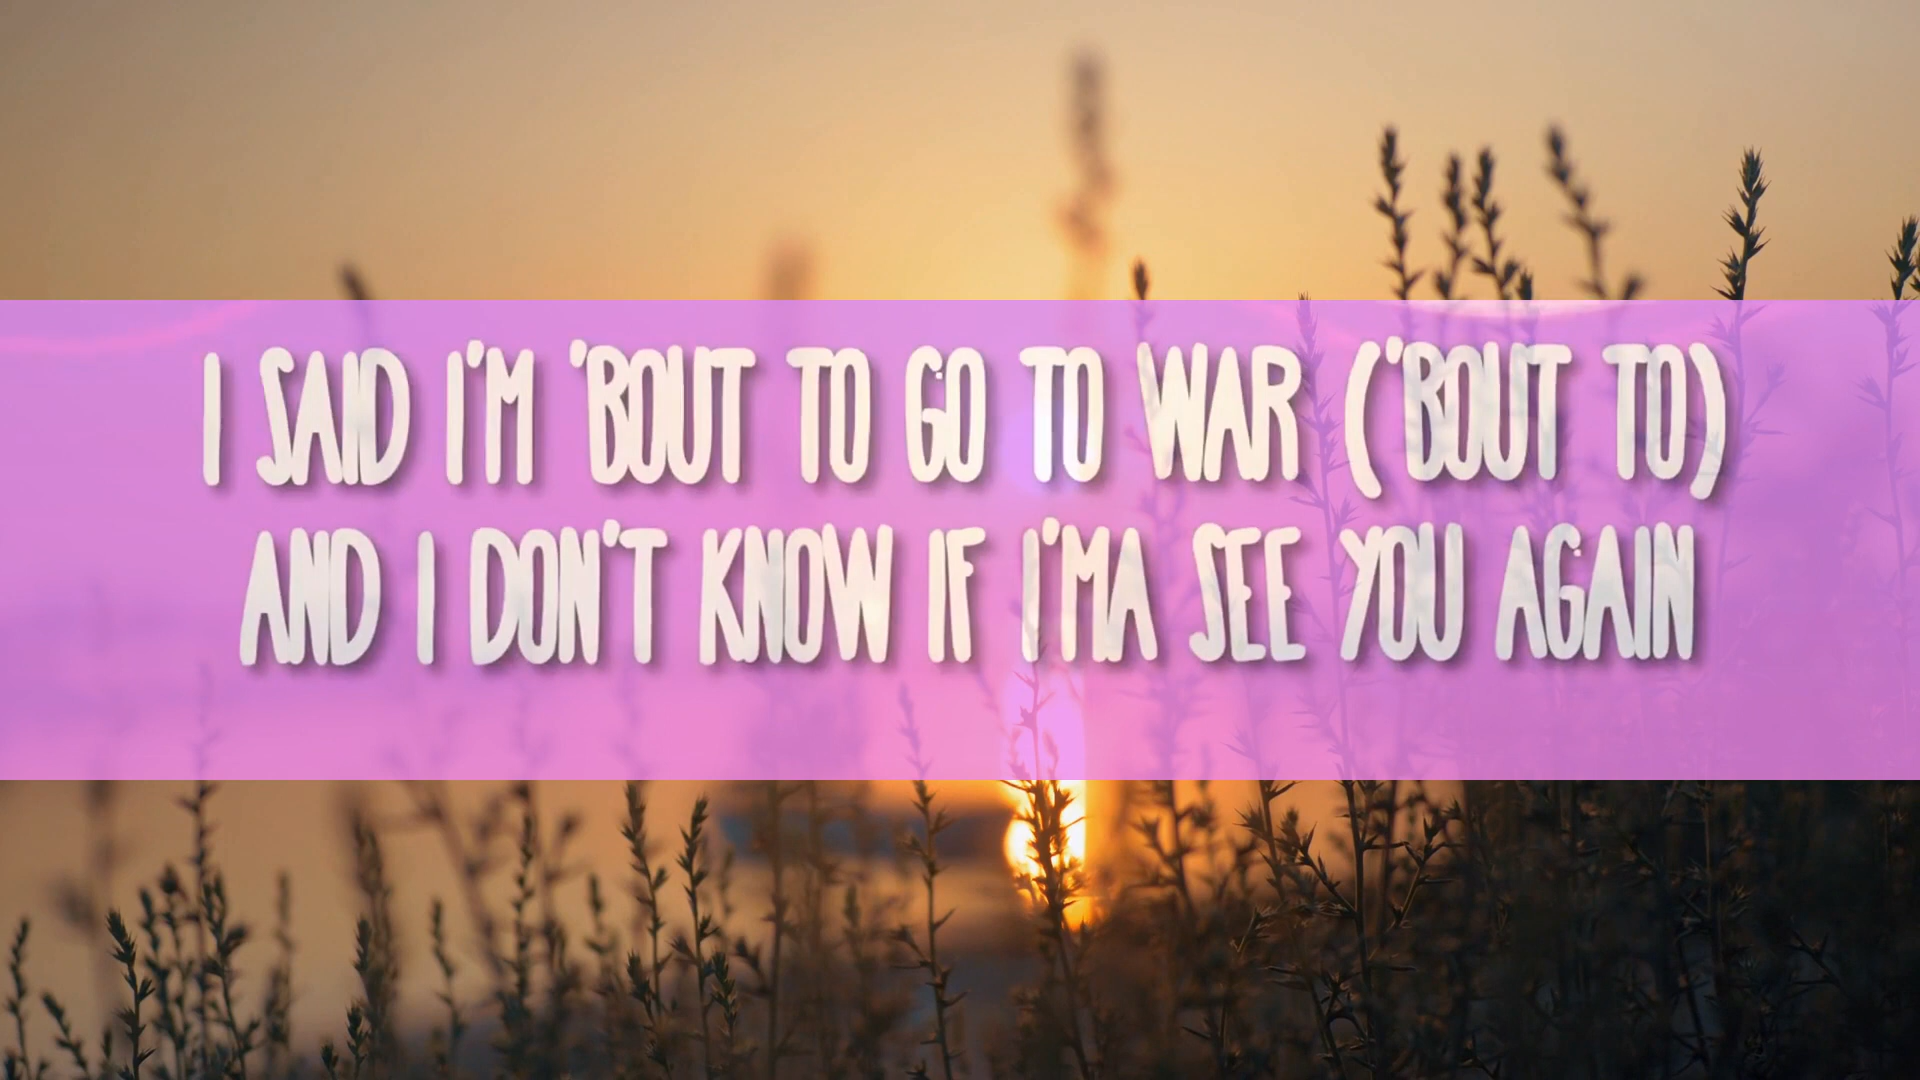 I SAID I'M 'BOUT TO GO TO WAR ('BOUT TO)
AND I DON'T KNOW IF I'MA SEE YOU AGAIN